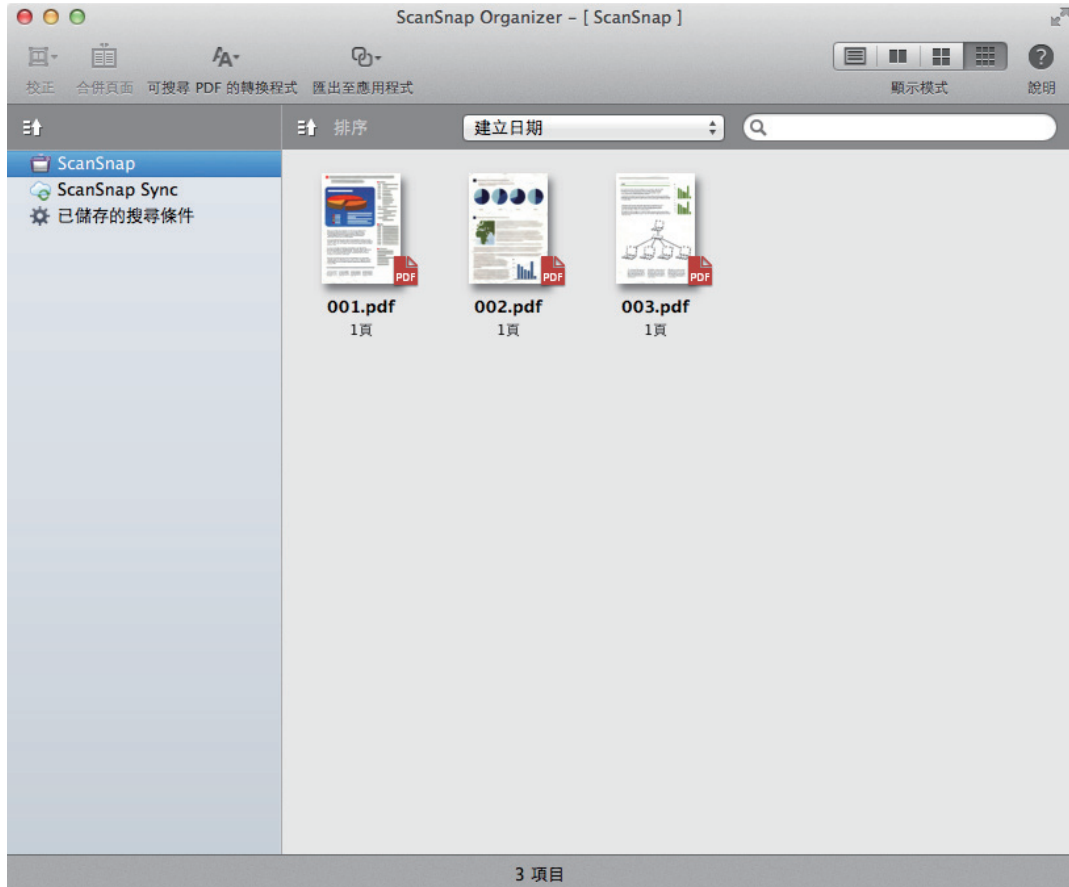 ScanSnap Organizer – [ ScanSnap ]
校正 合併頁面 可搜尋 PDF 的轉換程式 匯出至應用程式 顯示模式 說明
排序 建立日期
ScanSnap
ScanSnap Sync
已儲存的搜尋條件
PDF PDF PDF
001.pdf 002.pdf 003.pdf
1頁 1頁 1頁
3 項目